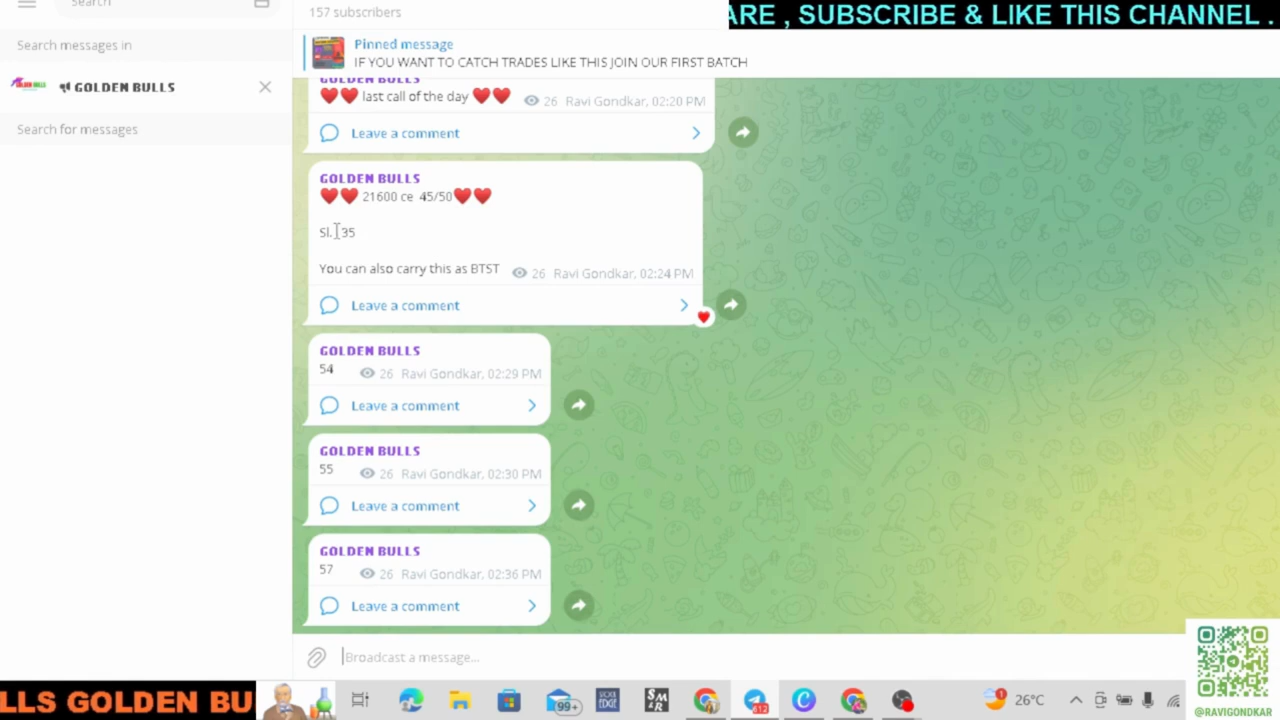 Search
157 subscribers
ARE , SUBSCRIBE & LIKE THIS CHANNEL .
Search messages in
Pinned message
IF YOU WANT TO CATCH TRADES LIKE THIS JOIN OUR FIRST BATCH
GOLDEN BULLS
Search for messages
GOLDEN BULLS
❤️❤️ last call of the day ❤️❤️ 26 Ravi Gondkar, 02:20 PM
Leave a comment
GOLDEN BULLS
❤️❤️ 21600 ce 45/50❤️❤️
Sl. 35
You can also carry this as BTST 26 Ravi Gondkar, 02:24 PM
Leave a comment
GOLDEN BULLS
54 26 Ravi Gondkar, 02:29 PM
Leave a comment
GOLDEN BULLS
55 26 Ravi Gondkar, 02:30 PM
Leave a comment
GOLDEN BULLS
57 26 Ravi Gondkar, 02:36 PM
Leave a comment
Broadcast a message...
LLS GOLDEN BU
99+
26°C
@RAVIGONDKAR